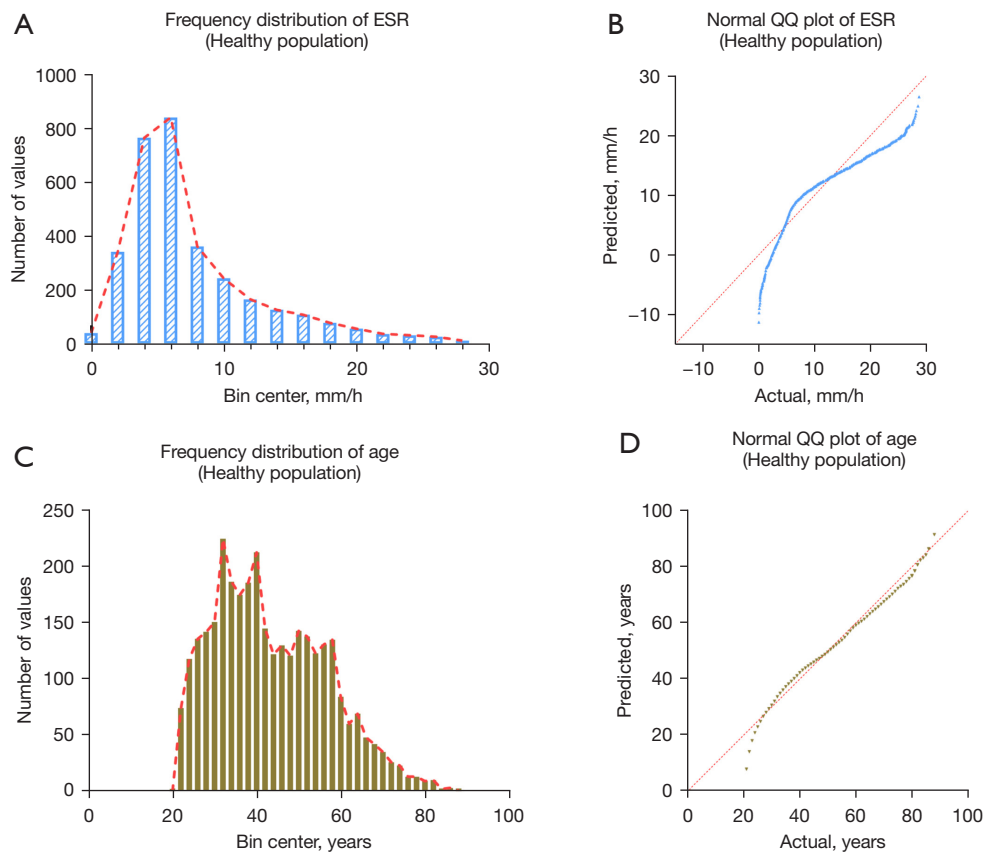 A
Frequency distribution of ESR
(Healthy population)
1000
800
600
400
200
0
Number of values
0
10
20
30
Bin center, mm/h
B
Normal QQ plot of ESR
(Healthy population)
30
20
10
0
−10
Predicted, mm/h
−10
0
10
20
30
Actual, mm/h
C
Frequency distribution of age
(Healthy population)
250
200
150
100
50
0
Number of values
0
20
40
60
80
100
Bin center, years
D
Normal QQ plot of age
(Healthy population)
100
80
60
40
20
0
Predicted, years
0
20
40
60
80
100
Actual, years